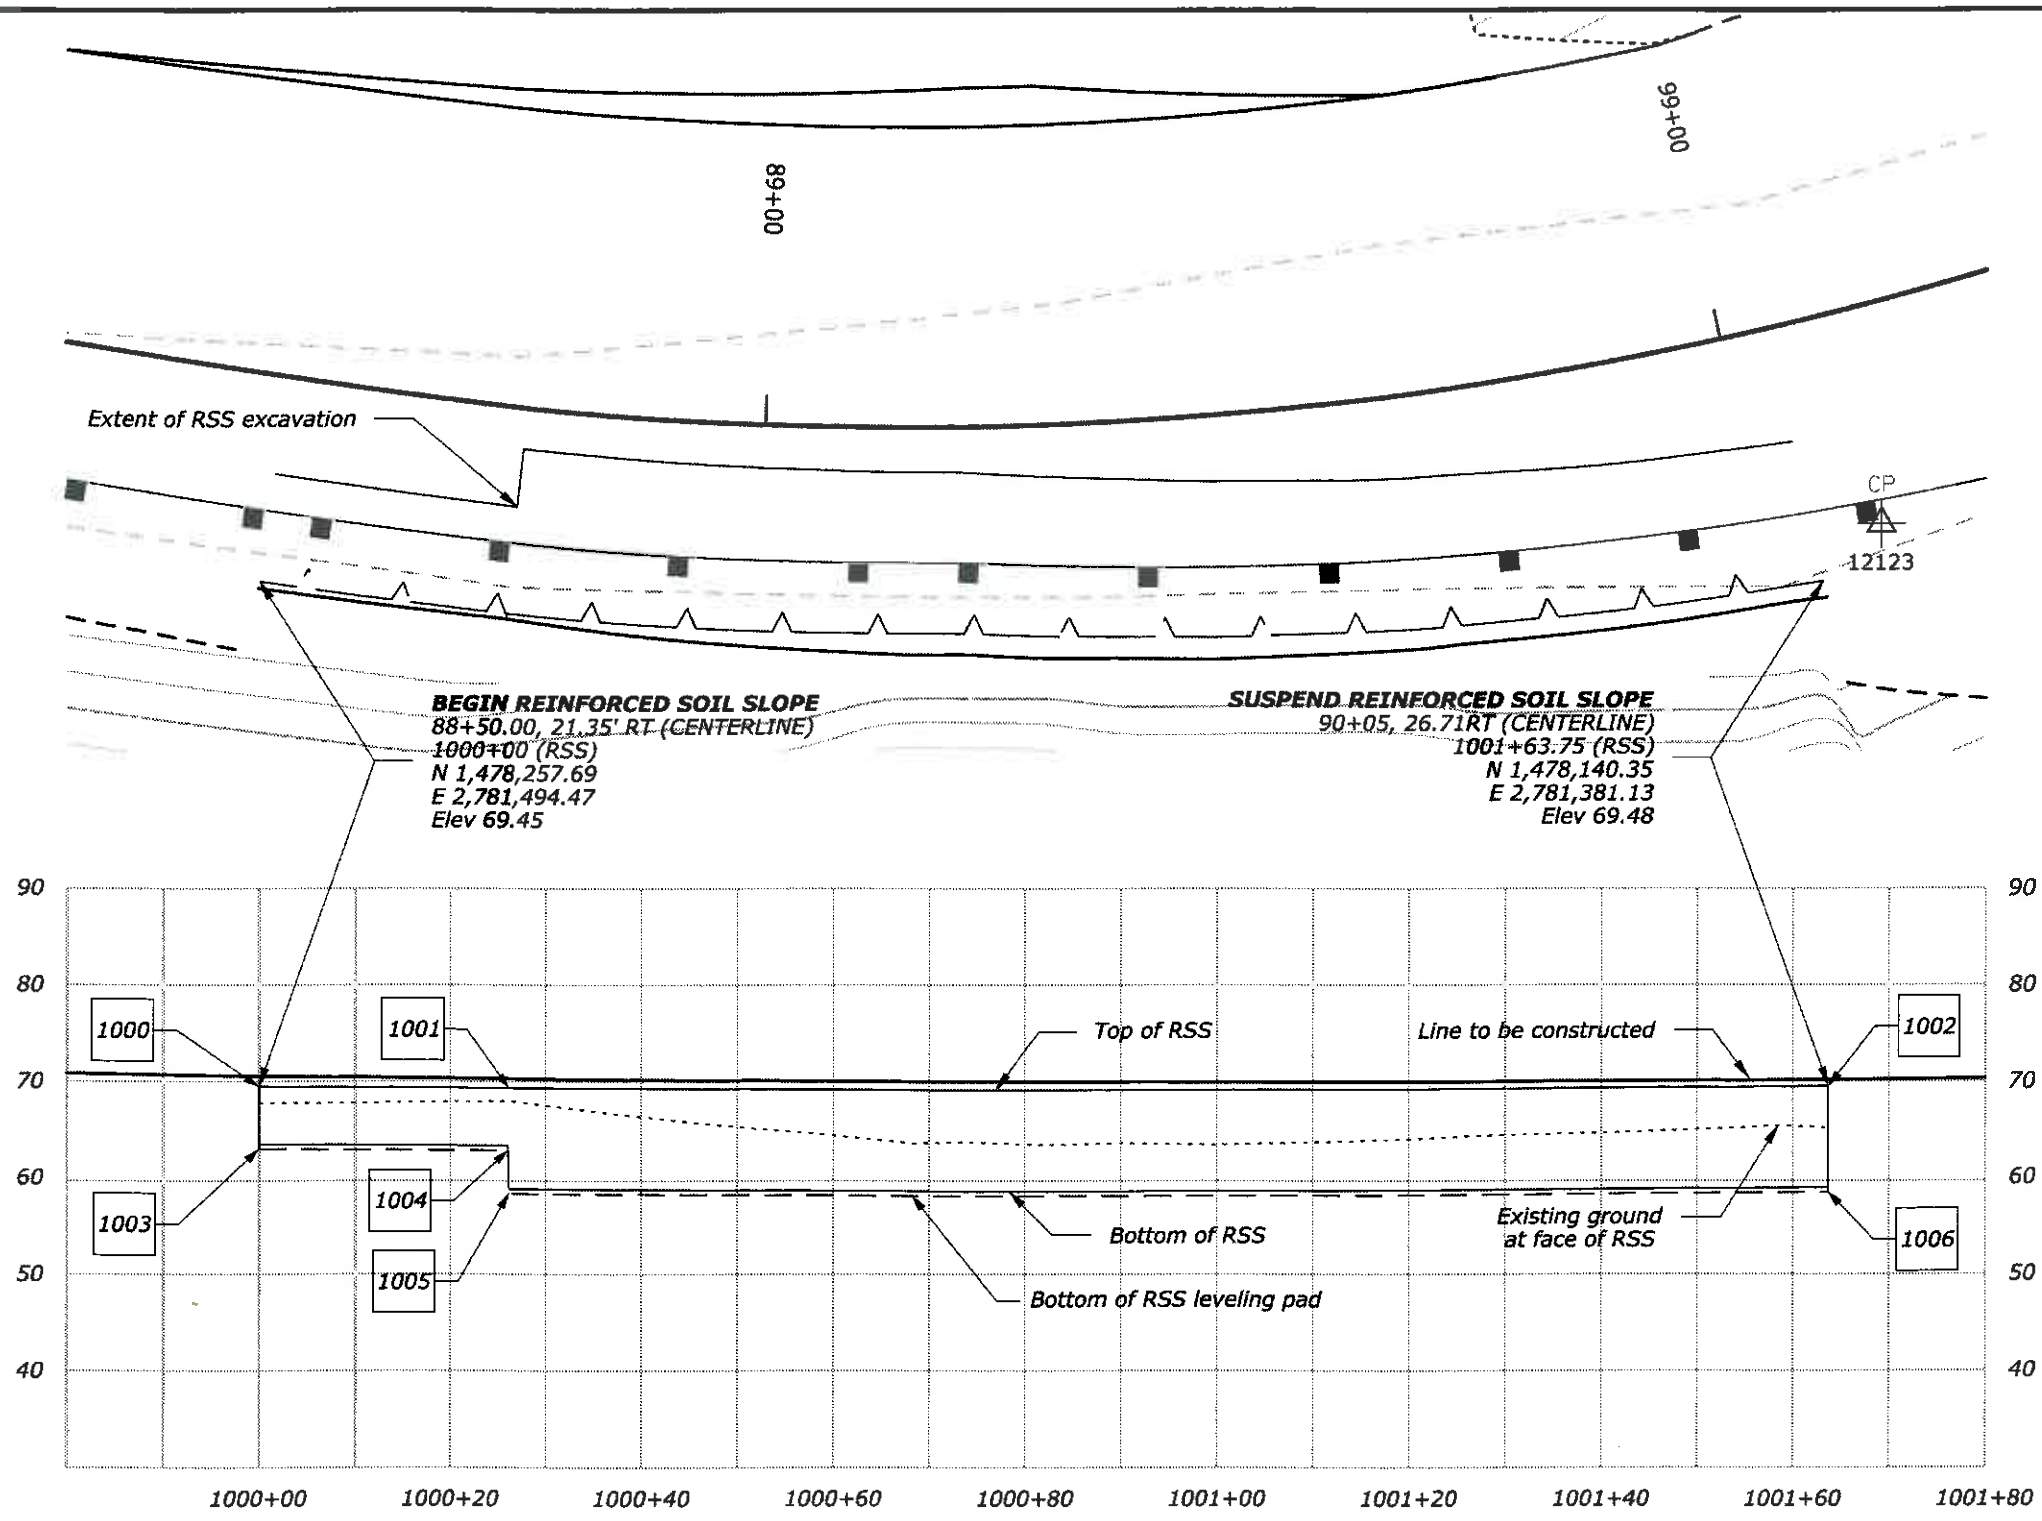 99+00
89+00
Extent of RSS excavation
CP
12123
BEGIN REINFORCED SOIL SLOPE
88+50.00, 21.35' RT (CENTERLINE)
1000+00 (RSS)
N 1,478,257.69
E 2,781,494.47
Elev 69.45
SUSPEND REINFORCED SOIL SLOPE
90+05, 26.71RT (CENTERLINE)
1001+63.75 (RSS)
N 1,478,140.35
E 2,781,381.13
Elev 69.48
90 90
80 80
1000
1001
Top of RSS
Line to be constructed
1002
70 70
60 60
1003
1004
1005
Bottom of RSS
Existing ground
at face of RSS
1006
50 50
Bottom of RSS leveling pad
40 40
1000+00 1000+20 1000+40 1000+60 1000+80 1001+00 1001+20 1001+40 1001+60 1001+80